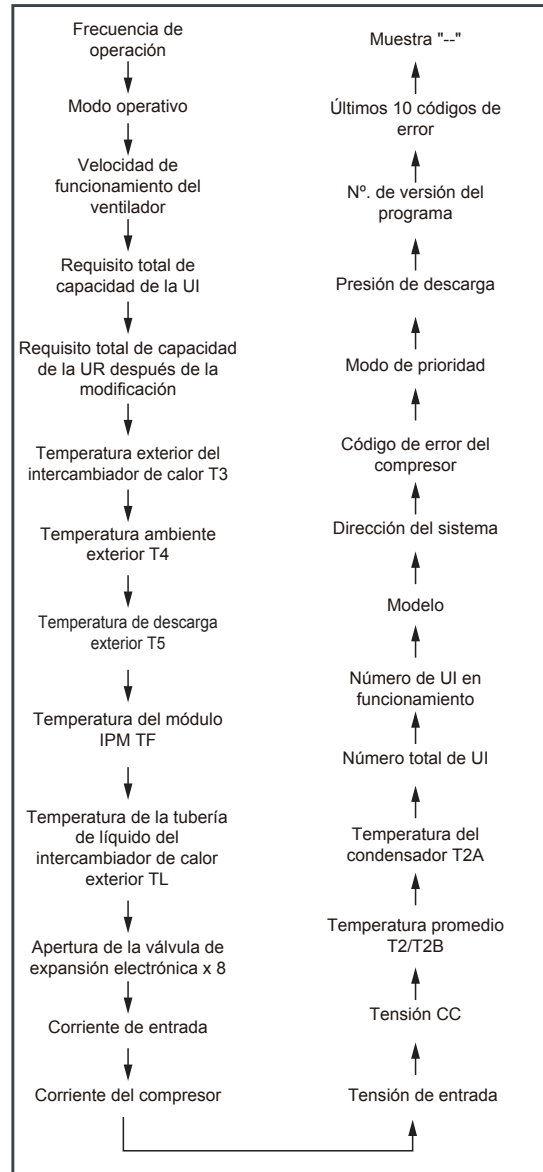 Frecuencia de
operación
Modo operativo
Velocidad de
funcionamiento del
ventilador
Requisito total de
capacidad de la UI
Requisito total de capacidad
de la UR después de la
modificación
Temperatura exterior del
intercambiador de calor T3
Temperatura ambiente
exterior T4
Temperatura de descarga
exterior T5
Temperatura del módulo
IPM TF
Temperatura de la tubería
de líquido del
intercambiador de calor
exterior TL
Apertura de la válvula de
expansión electrónica x 8
Corriente de entrada
Corriente del compresor
Tensión de entrada
Tensión CC
Temperatura promedio
T2/T2B
Temperatura del
condensador T2A
Número total de UI
Número de UI en
funcionamiento
Modelo
Dirección del sistema
Código de error del
compresor
Modo de prioridad
Presión de descarga
Nº. de versión del
programa
Últimos 10 códigos de
error
Muestra "--"